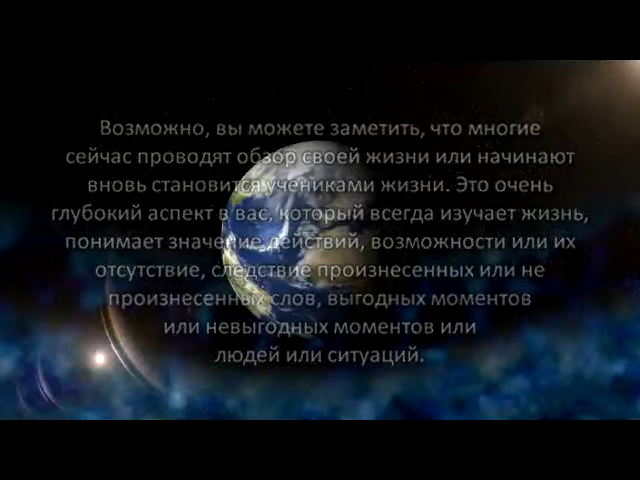 Возможно, вы можете заметить, что многие
сейчас проводят обзор своей жизни или начинают
вновь становится учениками жизни. Это очень
глубокий аспект в вас, который всегда изучает жизнь,
понимает значение действий, возможности или их
отсутствие, следствие произнесенных или не
произнесенных слов, выгодных моментов
или невыгодных моментов или
людей или ситуаций.